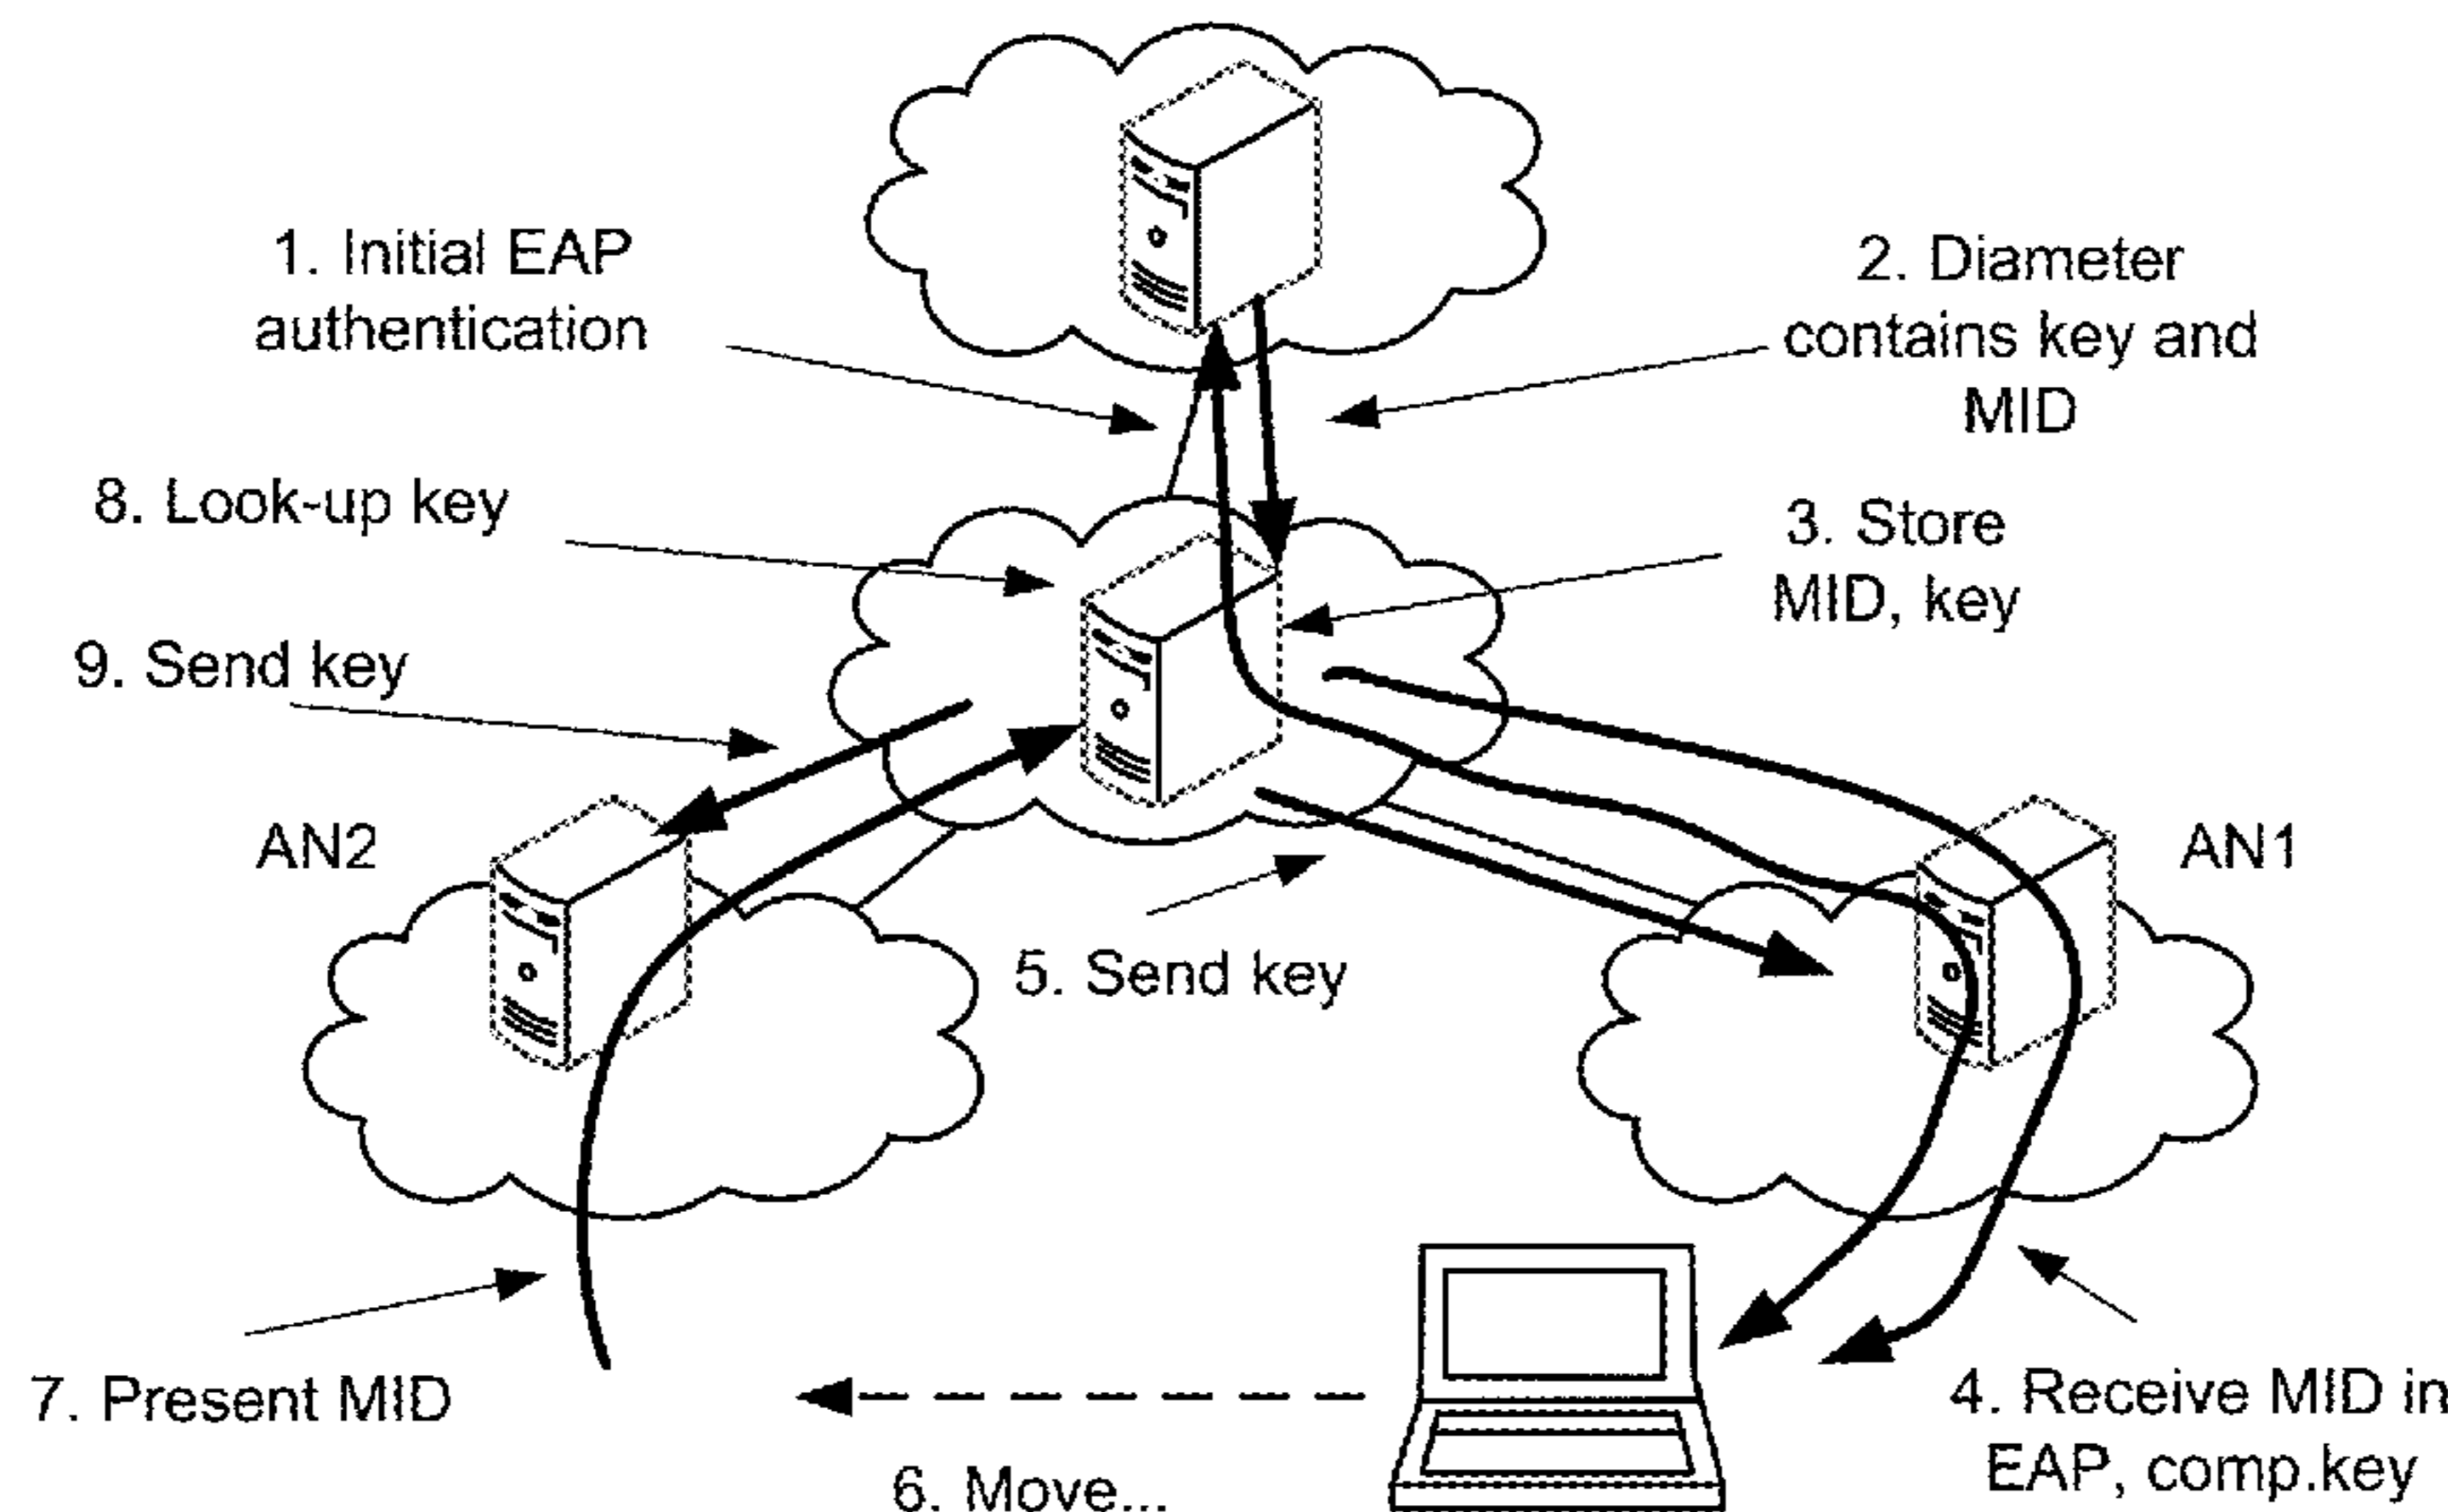 1. Initial EAP
authentication
2. Diameter
contains key and
MID
8. Look-up key
3. Store
MID, key
9. Send key
AN2
AN1
5. Send key
7. Present MID
4. Receive MID in
EAP, comp.key
6. Move...